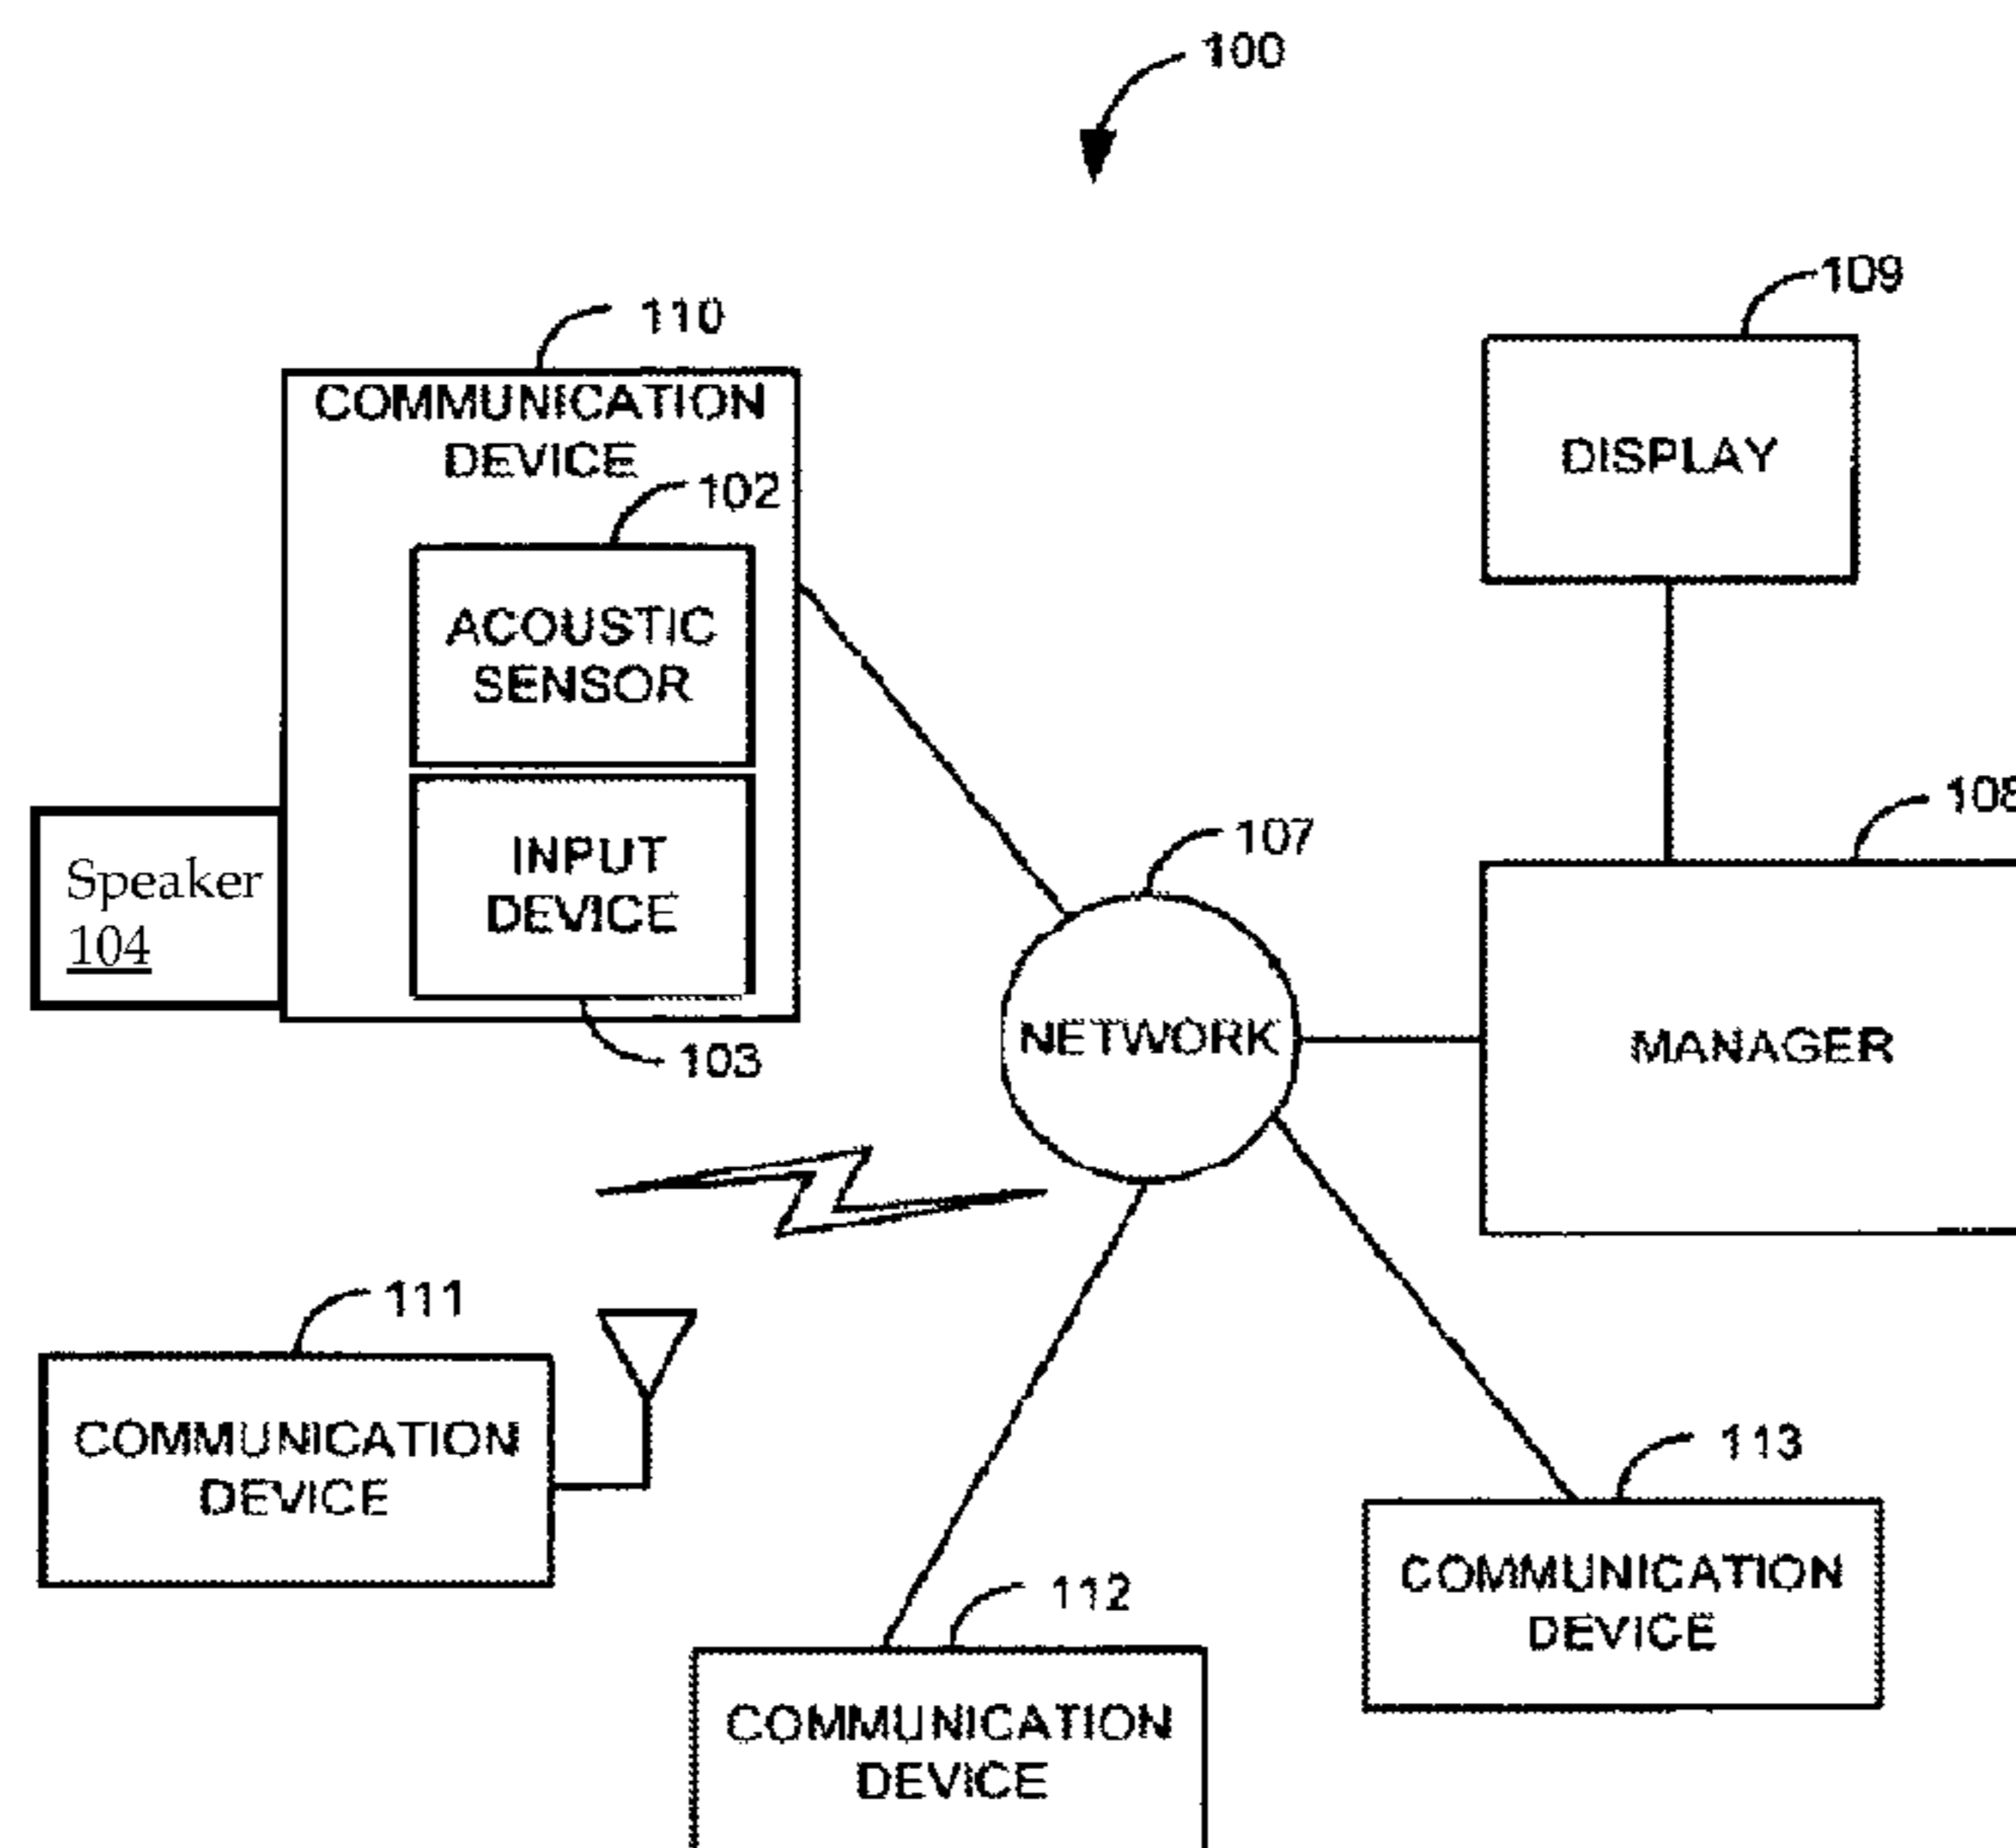 100
109
110
COMMUNICATION
DEVICE
DISPLAY
102
ACOUSTIC
SENSOR
108
107
INPUT
DEVICE
Speaker
104
NETWORK
MANAGER
103
111
COMMUNICATION
DEVICE
113
COMMUNICATION
DEVICE
112
COMMUNICATION
DEVICE